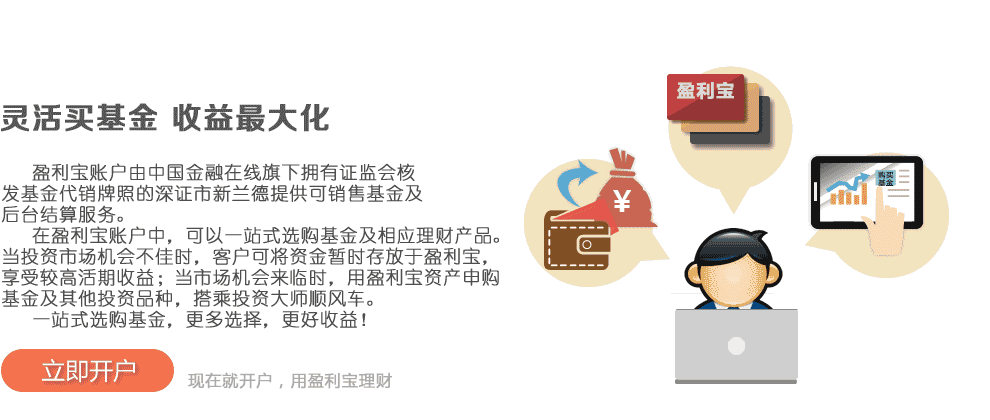 灵活买基金 收益最大化
盈利宝账户由中国金融在线旗下拥有证监会核
发基金代销牌照的深证市新兰德提供可销售基金及
后台结算服务。
在盈利宝账户中，可以一站式选购基金及相应理财产品。
当投资市场机会不佳时，客户可将资金暂时存放于盈利宝，
享受较高活期收益；当市场机会来临时，用盈利宝资产申购
基金及其他投资品种，搭乘投资大师顺风车。
一站式选购基金，更多选择，更好收益！
立即开户
现在就开户，用盈利宝理财
盈利宝
¥
购买
基金